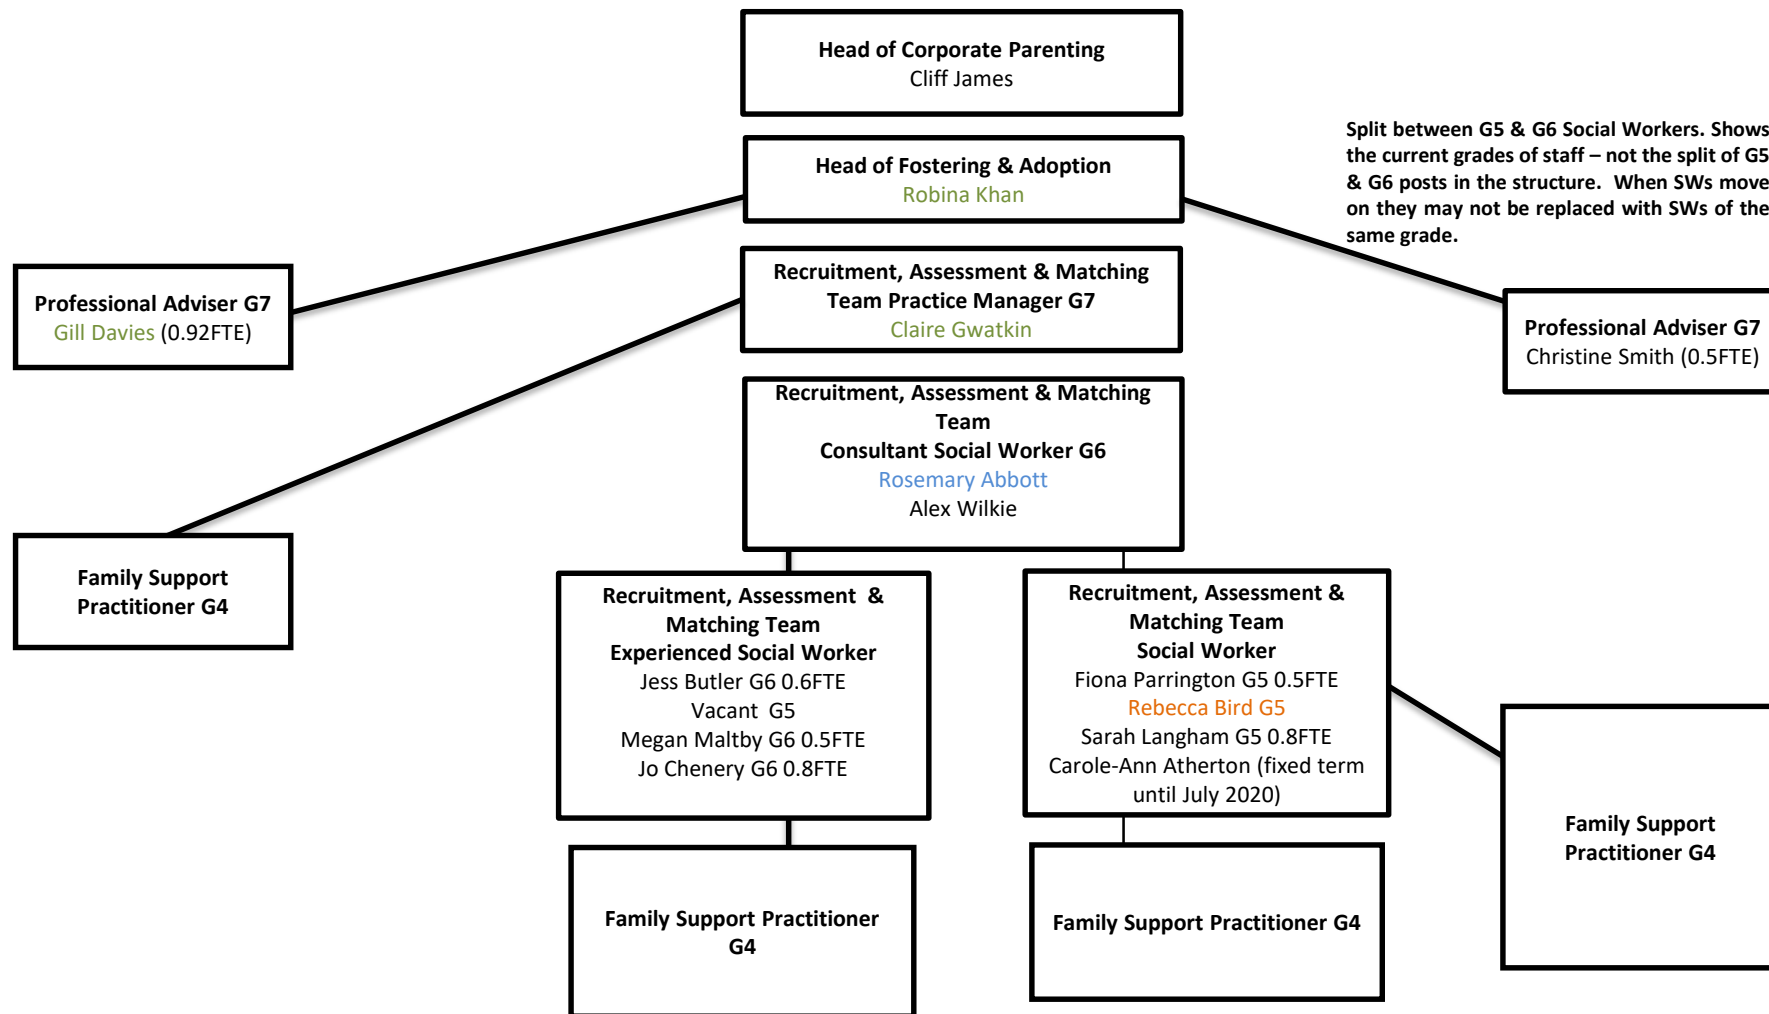 Head of Corporate Parenting
Cliff James
Split between G5 & G6 Social Workers. Shows
the current grades of staff – not the split of G5
& G6 posts in the structure. When SWs move
on they may not be replaced with SWs of the
same grade.
Head of Fostering & Adoption
Robina Khan
Professional Adviser G7
Gill Davies (0.92FTE)
Recruitment, Assessment & Matching
Team Practice Manager G7
Claire Gwatkin
Professional Adviser G7
Christine Smith (0.5FTE)
Recruitment, Assessment & Matching
Team
Consultant Social Worker G6
Rosemary Abbott
Alex Wilkie
Family Support
Practitioner G4
Recruitment, Assessment &
Matching Team
Experienced Social Worker
Jess Butler G6 0.6FTE
Vacant G5
Megan Maltby G6 0.5FTE
Jo Chenery G6 0.8FTE
Recruitment, Assessment &
Matching Team
Social Worker
Fiona Parrington G5 0.5FTE
Rebecca Bird G5
Sarah Langham G5 0.8FTE
Carole-Ann Atherton (fixed term
until July 2020)
Family Support
Practitioner G4
Family Support Practitioner
G4
Family Support Practitioner G4